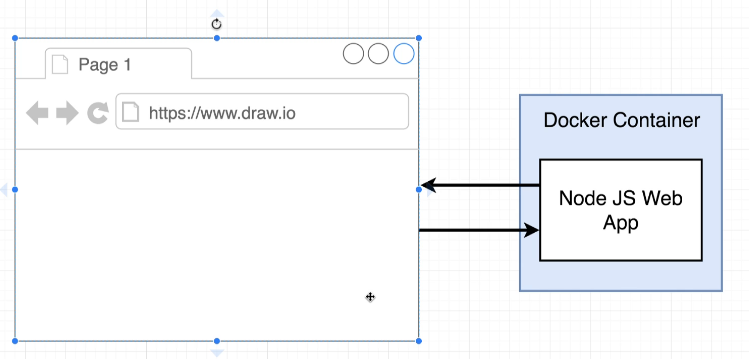 Page 1
https://www.draw.io
Docker Container
Node JS Web
App